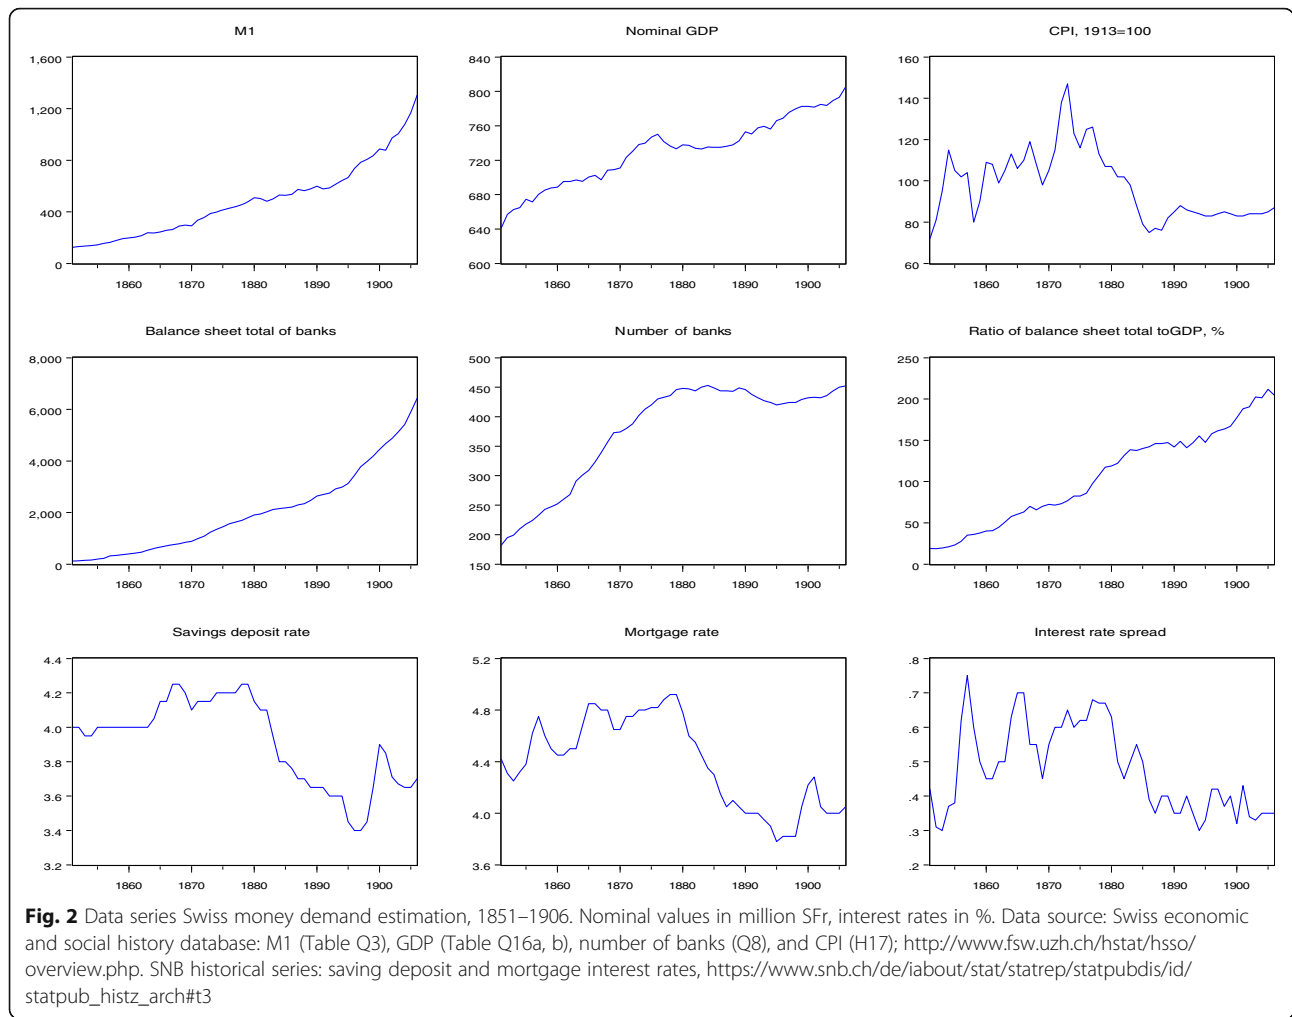 M1
Nominal GDP
CPI, 1913=100
1,600
1,200
800
400
0
1860 1870 1880 1890 1900
840
800
760
720
680
640
600
1860 1870 1880 1890 1900
160
140
120
100
80
60
1860 1870 1880 1890 1900
Balance sheet total of banks
Number of banks
Ratio of balance sheet total toGDP, %
8,000
6,000
4,000
2,000
0
1860 1870 1880 1890 1900
500
450
400
350
300
250
200
150
1860 1870 1880 1890 1900
250
200
150
100
50
0
1860 1870 1880 1890 1900
Savings deposit rate
Mortgage rate
Interest rate spread
4.4
4.2
4.0
3.8
3.6
3.4
3.2
1860 1870 1880 1890 1900
5.2
4.8
4.4
4.0
3.6
1860 1870 1880 1890 1900
.8
.7
.6
.5
.4
.3
.2
1860 1870 1880 1890 1900
Fig. 2 Data series Swiss money demand estimation, 1851–1906. Nominal values in million SFr, interest rates in %. Data source: Swiss economic
and social history database: M1 (Table Q3), GDP (Table Q16a, b), number of banks (Q8), and CPI (H17); http://www.fsw.uzh.ch/hstat/hsso/
overview.php. SNB historical series: saving deposit and mortgage interest rates, https://www.snb.ch/de/iabout/stat/statrep/statpubdis/id/
statpub_histz_arch#t3